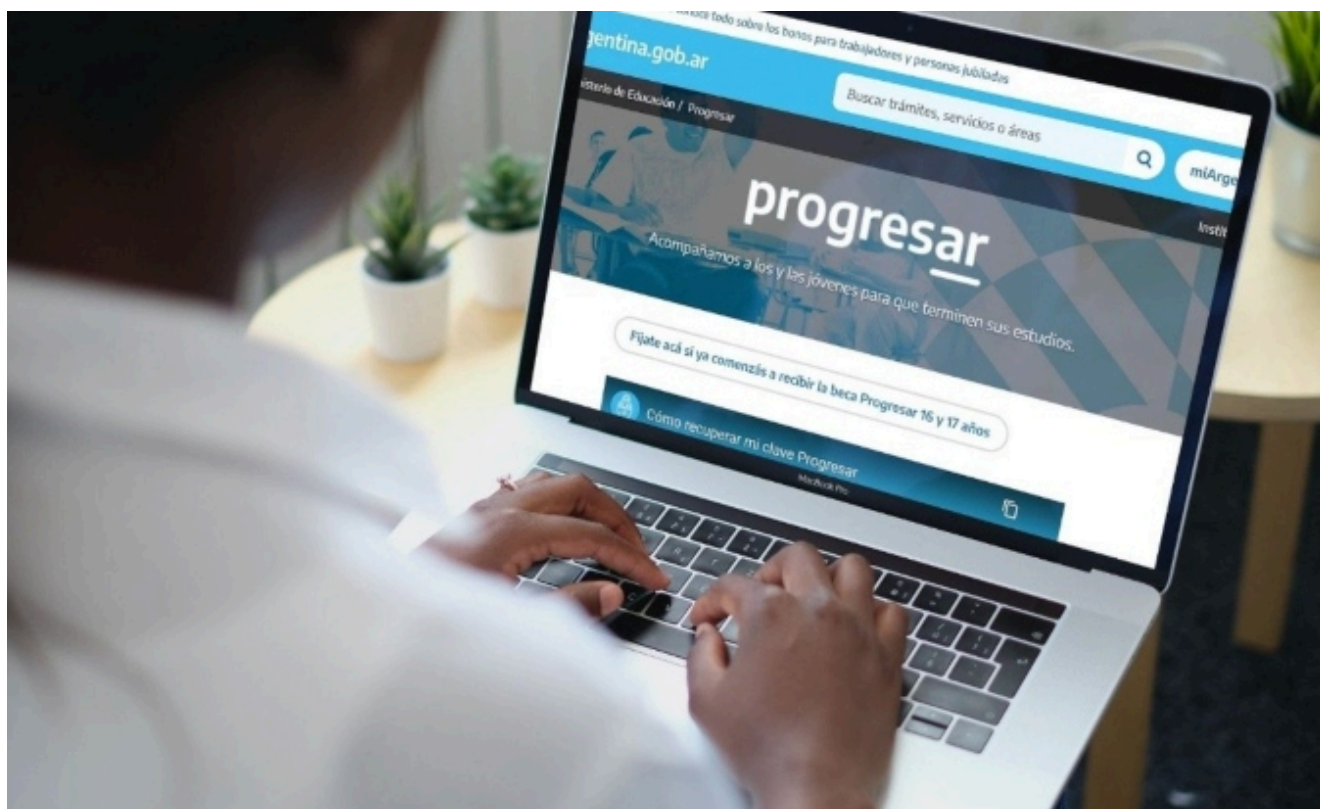 todo sobre los bonos para trabajadores y personas jubiladas
gentina.gob.ar
Buscar trámites, servicios o áreas
miArge
isterio de Educación / Progresar
Instit
progresar
Acompañamos a los y las jóvenes para que terminen sus estudios.
Fijate acá si ya comenzás a recibir la beca Progresar 16 y 17 años
Cómo recuperar mi clave Progresar
MacBook Pro